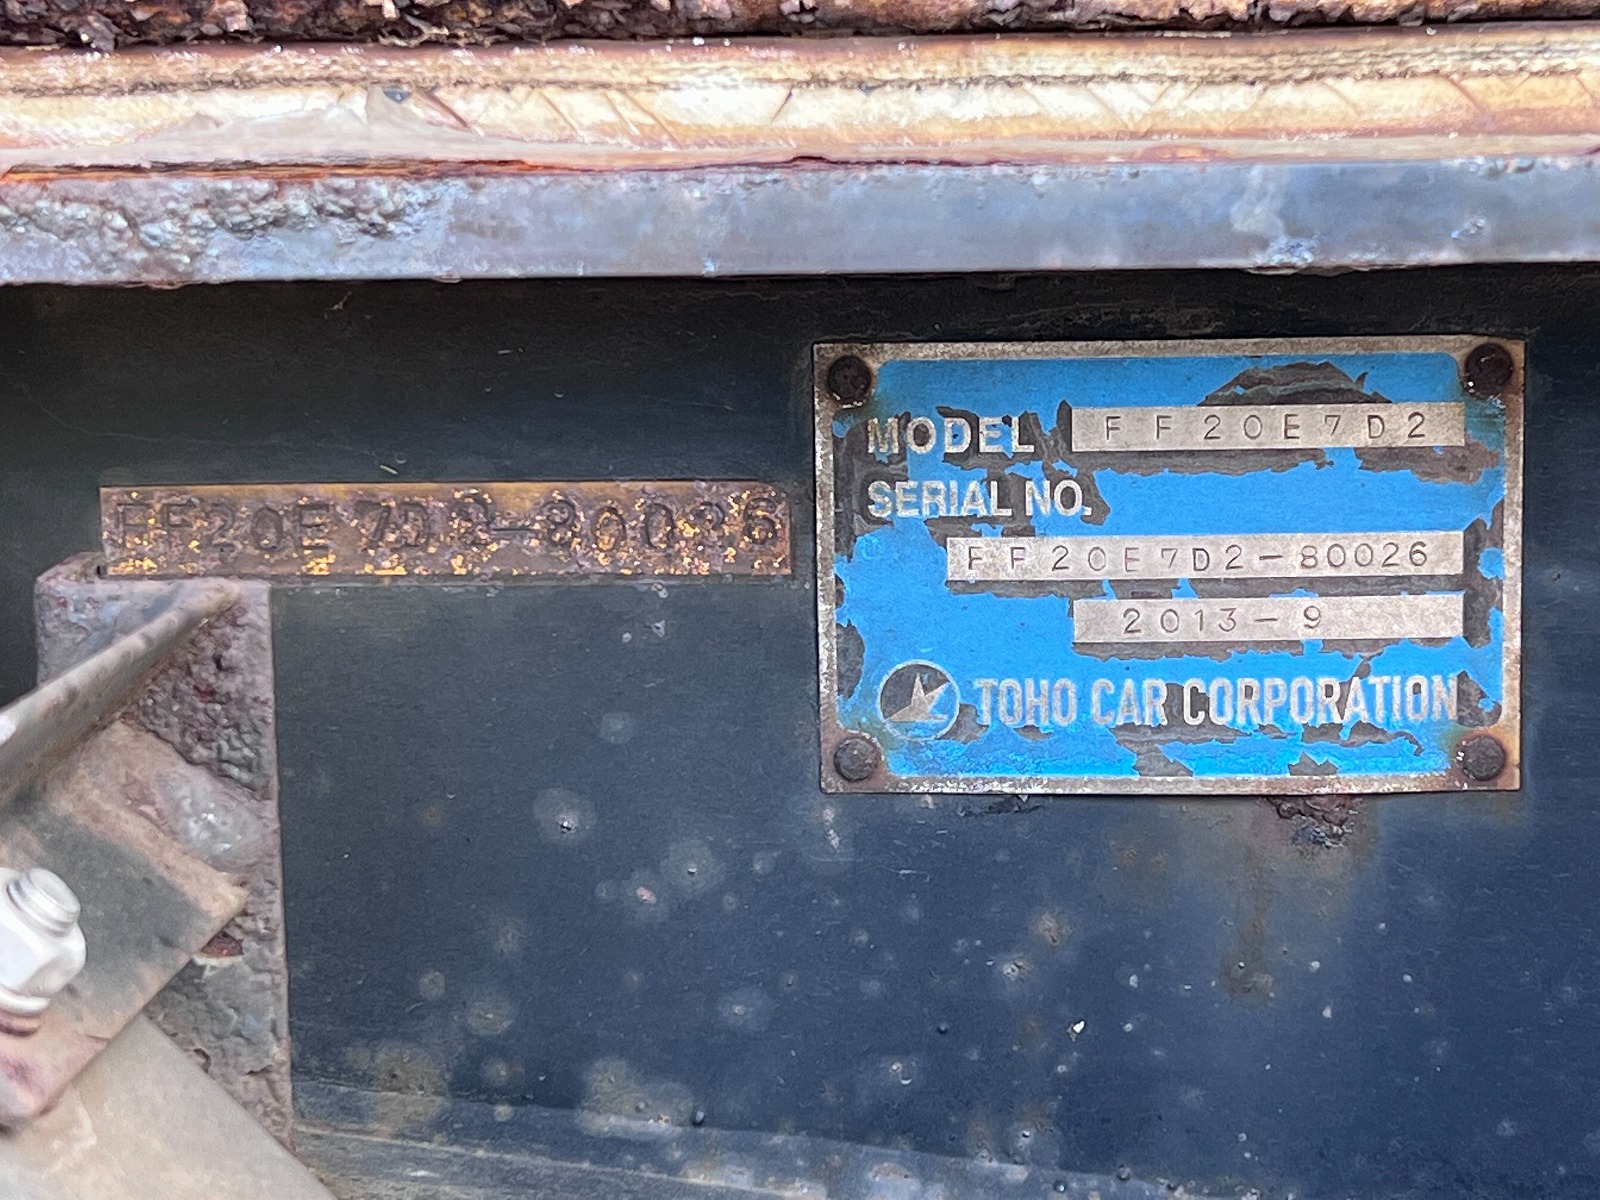 FF20E7D2-80026
MODEL FF20E7D2
SERIAL NO.
FF20E7D2-80026
2013-9
TOHO CAR CORPORATION